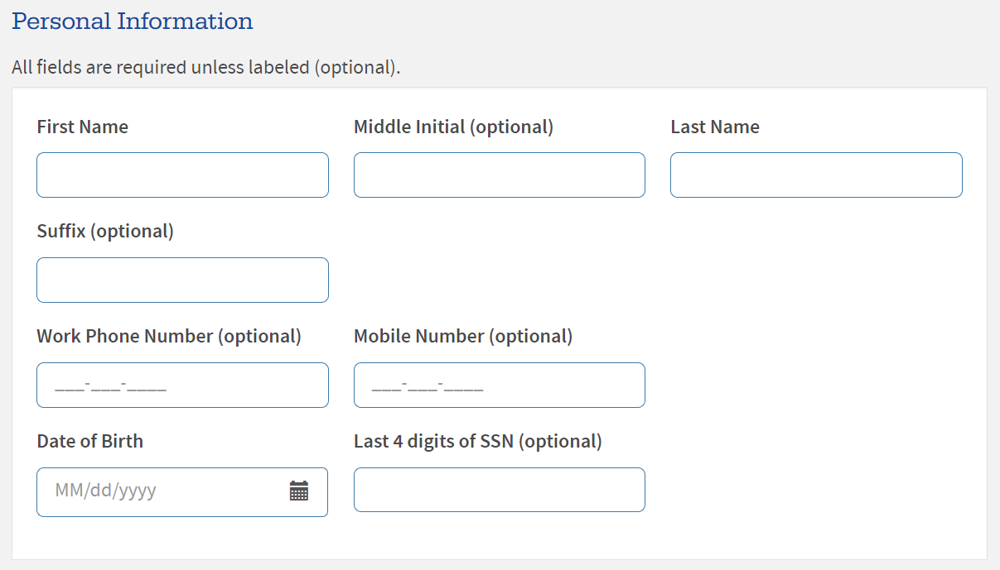 Personal Information
All fields are required unless labeled (optional).
First Name Middle Initial (optional) Last Name
Suffix (optional)
Work Phone Number (optional) Mobile Number (optional)
___-___-____ ___-___-____
Date of Birth Last 4 digits of SSN (optional)
MM/dd/yyyy